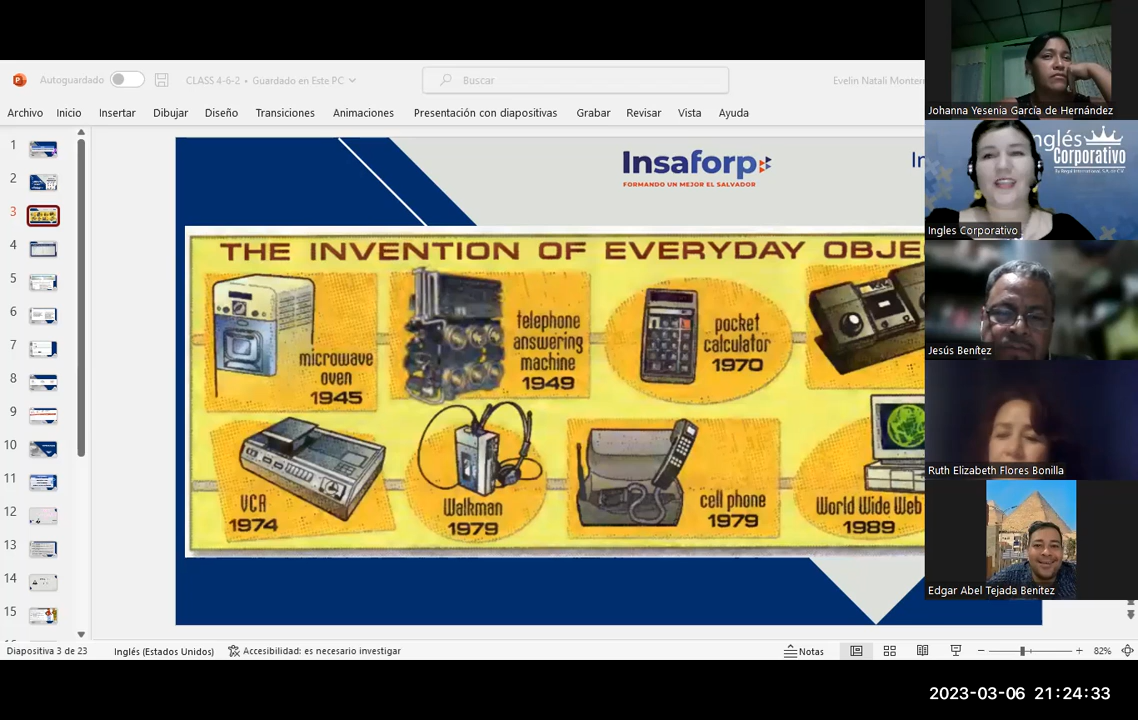 Autoguardado
CLASS 4-6-2 • Guardado en Este PC
Buscar
Evelin Natali Monter
Archivo Inicio Insertar Dibujar Diseño Transiciones Animaciones Presentación con diapositivas Grabar Revisar Vista Ayuda
1
2
3
4
5
6
7
8
9
10
11
12
13
14
15
Insaforp
FORMANDO UN MEJOR EL SALVADOR
THE INVENTION OF EVERYDAY OBJE
microwave
oven
1945
telephone
answering
machine
1949
pocket
calculator
1970
VCR
1974
Walkman
1979
cell phone
1979
World Wide Web
1989
Johanna Yesenia García de Hernández
nglés
Corporativo
Ingles Corporativo
Jesús Benítez
Ruth Elizabeth Flores Bonilla
Edgar Abel Tejada Benitez
Diapositiva 3 de 23
Inglés (Estados Unidos)
Accesibilidad: es necesario investigar
Notas
82%
2023-03-06 21:24:33